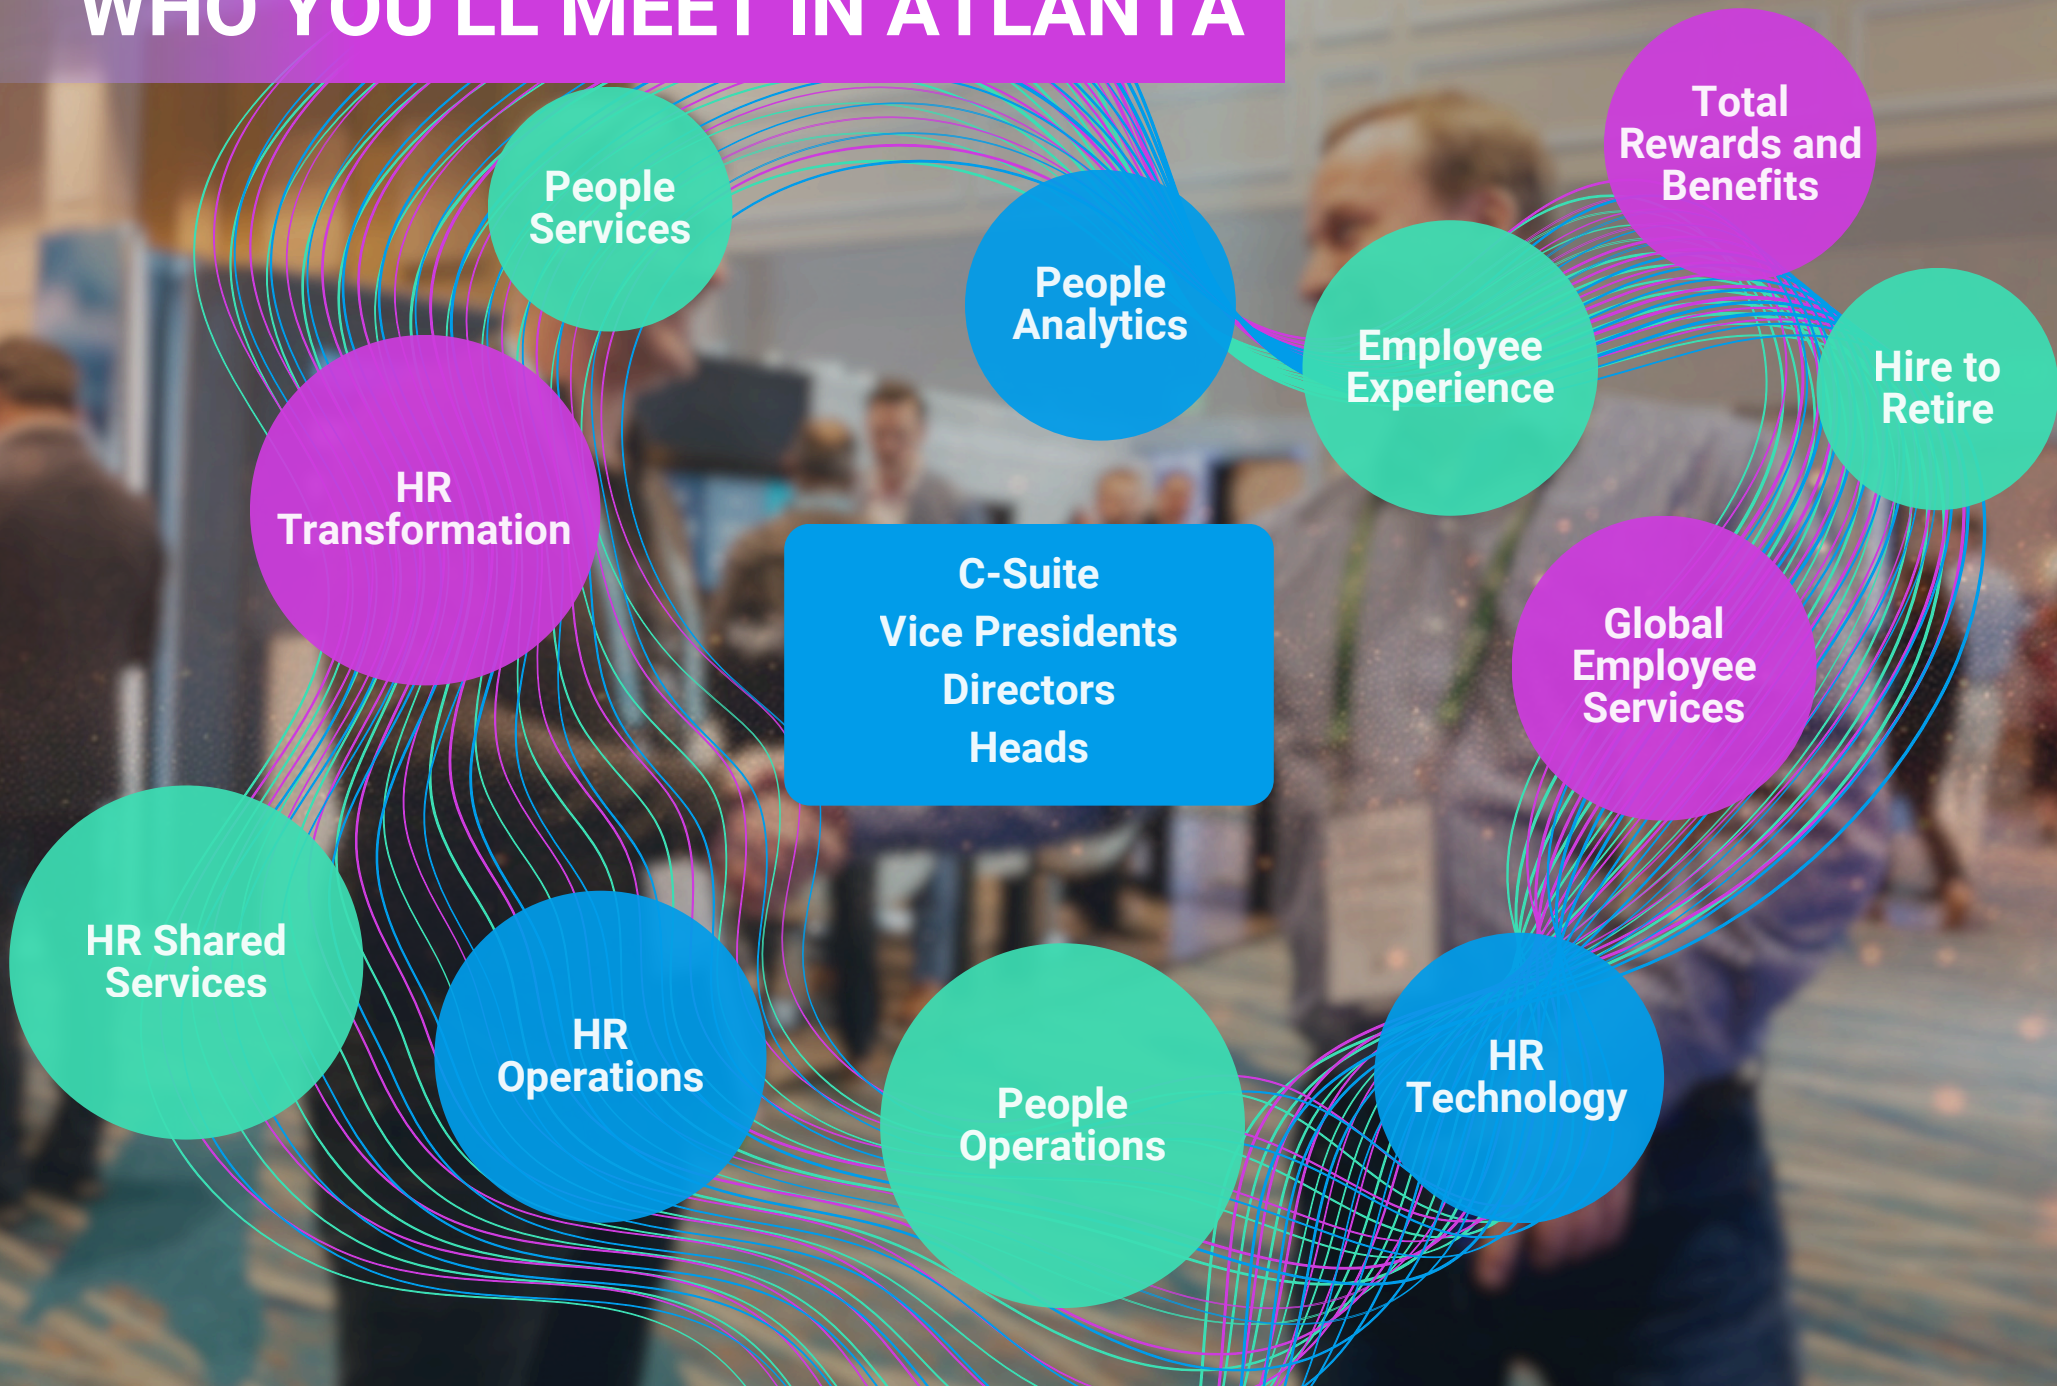 WHO YOU'LL MEET IN ATLANTA
Total
Rewards and
Benefits
People
Services
People
Analytics
Employee
Experience
Hire to
Retire
HR
Transformation
C-Suite
Vice Presidents
Directors
Heads
Global
Employee
Services
HR Shared
Services
HR
Operations
People
Operations
HR
Technology